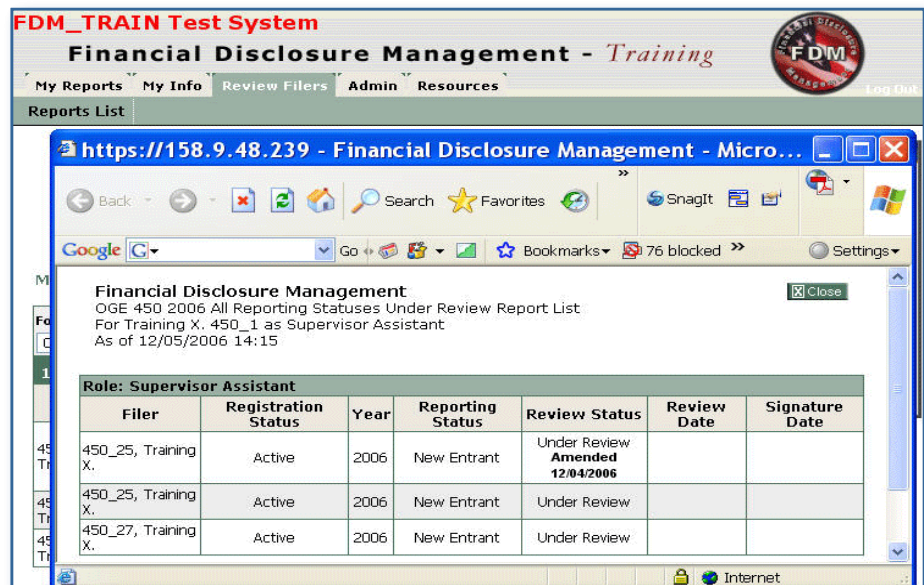 FDM_TRAIN Test System
Financial Disclosure Management - Training
FDM
My Reports My Info Review Filers Admin Resources
Log Out
Reports List
https://158.9.48.239 - Financial Disclosure Management - Micro...
Back Search Favorites » SnagIt
Google G Go Bookmarks 76 blocked » Settings
Financial Disclosure Management
Close
OGE 450 2006 All Reporting Statuses Under Review Report List
For Training X. 450_1 as Supervisor Assistant
As of 12/05/2006 14:15
Role: Supervisor Assistant
Filer Registration Status Year Reporting Status Review Status Review Date Signature Date
450_25, Training X. Active 2006 New Entrant Under Review Amended 12/04/2006
450_25, Training X. Active 2006 New Entrant Under Review
450_27, Training X. Active 2006 New Entrant Under Review
Internet